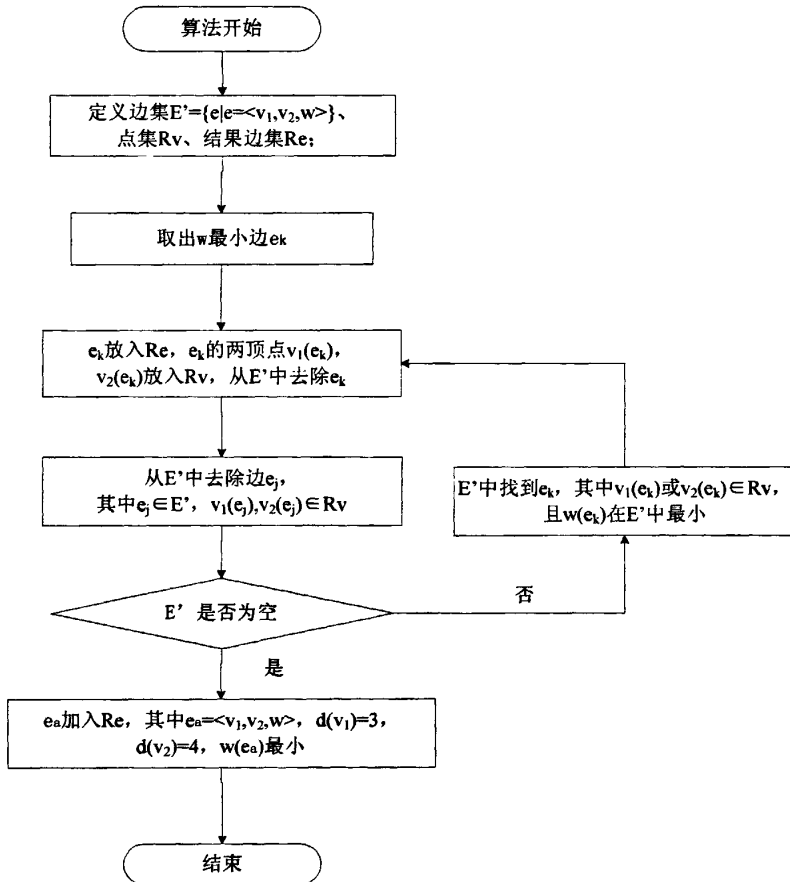 算法开始
定义边集E’={e|e=<v₁,v₂,w>}、
点集Rv、结果边集Re；
取出w最小边eₖ
eₖ放入Re，eₖ的两顶点v₁(eₖ),
v₂(eₖ)放入Rv，从E’中去除eₖ
从E’中去除边eⱼ,
其中eⱼ∈E’，v₁(eⱼ),v₂(eⱼ)∈Rv
E’中找到eₖ，其中v₁(eₖ)或v₂(eₖ)∈Rv，
且w(eₖ)在E’中最小
E’是否为空
否
是
eₐ加入Re，其中eₐ=<v₁,v₂,w>，d(v₁)=3，
d(v₂)=4，w(eₐ)最小
结束